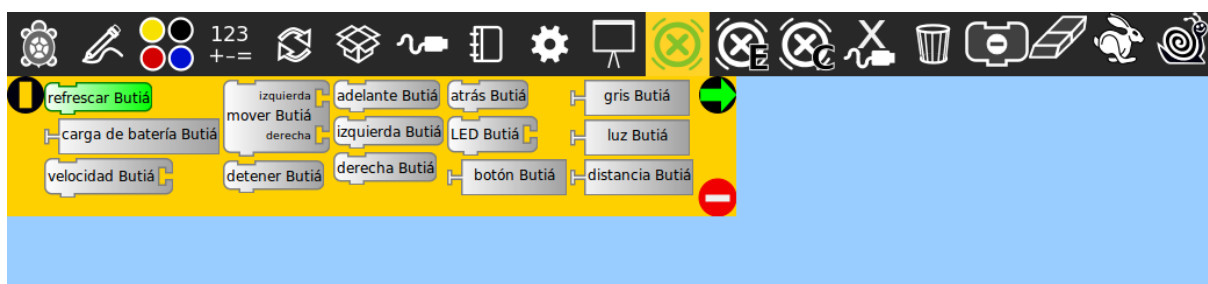 123
+-=
E
C
refrescar Butiá
carga de batería Butiá
velocidad Butiá
izquierda
mover Butiá
derecha
detener Butiá
adelante Butiá
izquierda Butiá
derecha Butiá
atrás Butiá
LED Butiá
botón Butiá
gris Butiá
luz Butiá
distancia Butiá